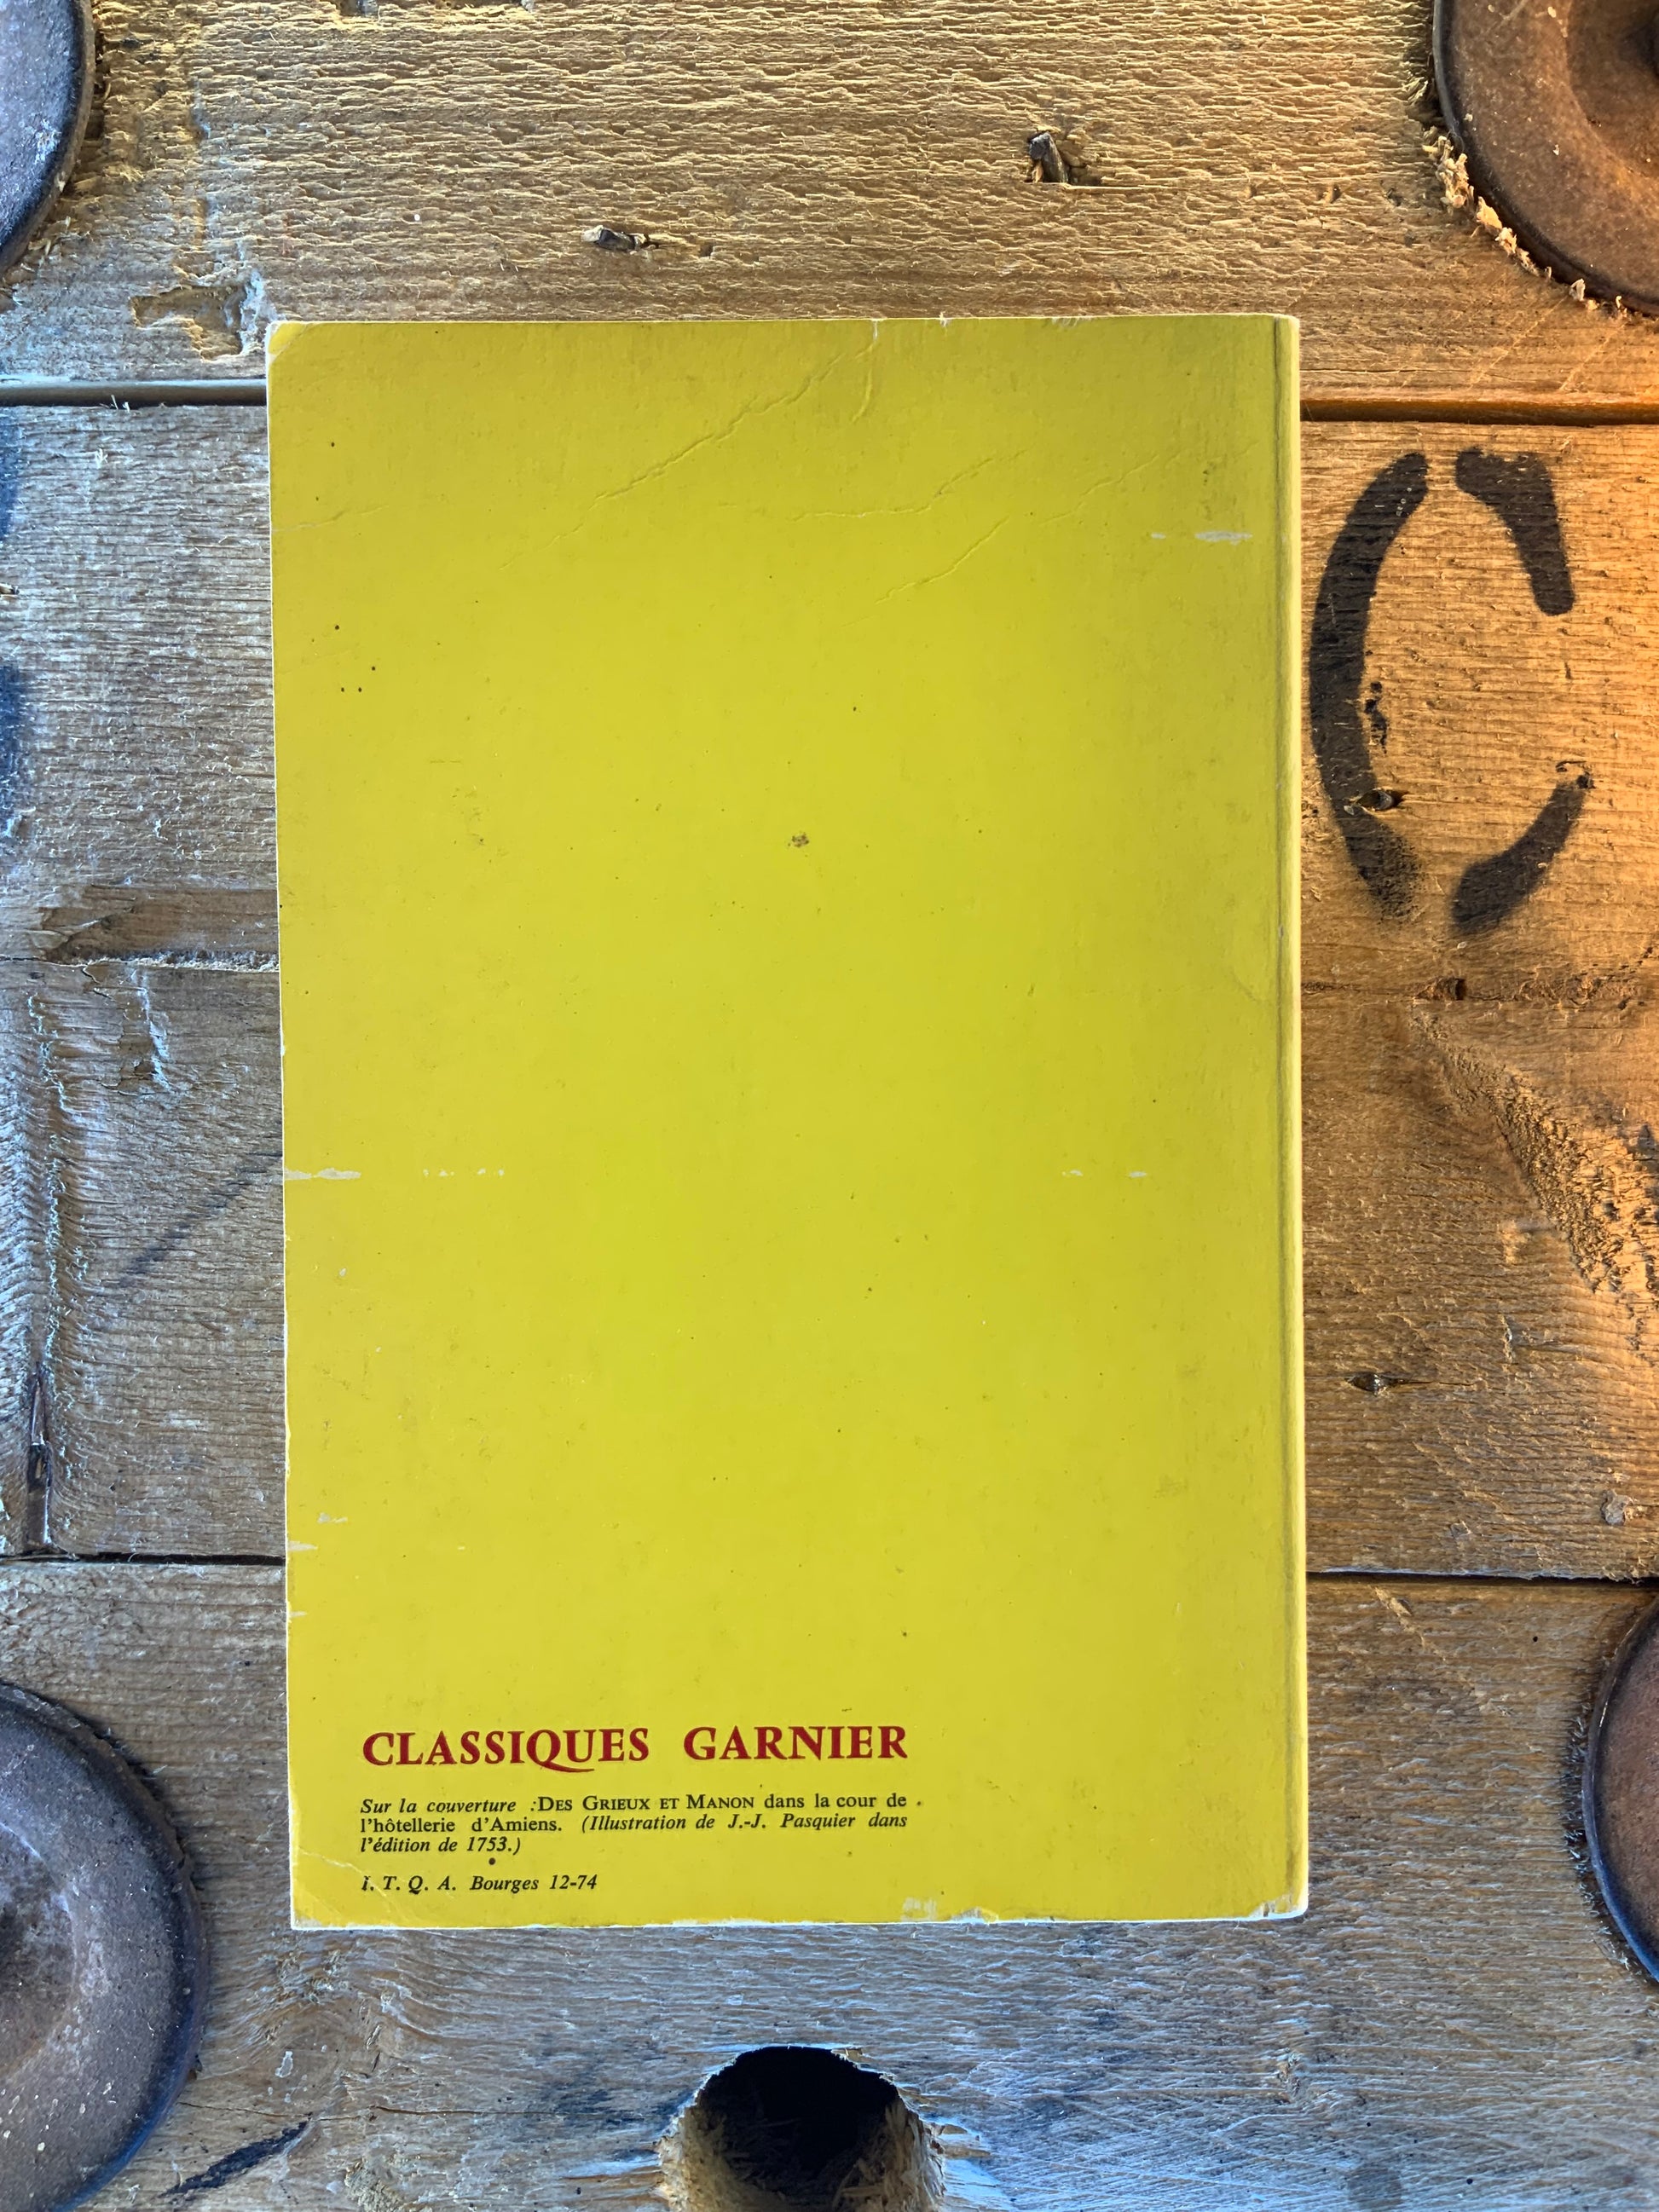 C
CLASSIQUES GARNIER
Sur la couverture :DES GRIEUX ET MANON dans la cour de
l'hôtellerie d'Amiens. (Illustration de J.-J. Pasquier dans
l'édition de 1753.)
I. T. Q. A. Bourges 12-74